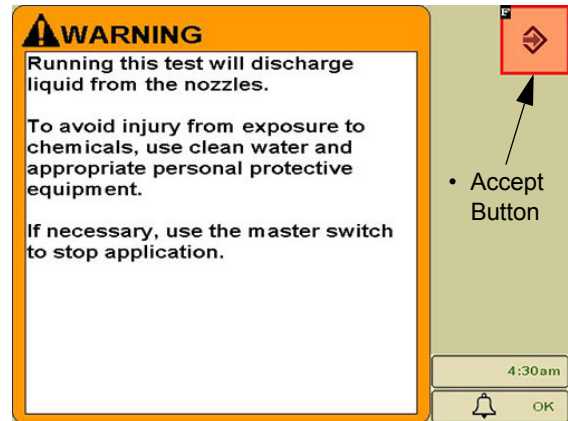 WARNING
Running this test will discharge
liquid from the nozzles.
To avoid injury from exposure to
chemicals, use clean water and
appropriate personal protective
equipment.
If necessary, use the master switch
to stop application.
F
• Accept
Button
4:30am
OK